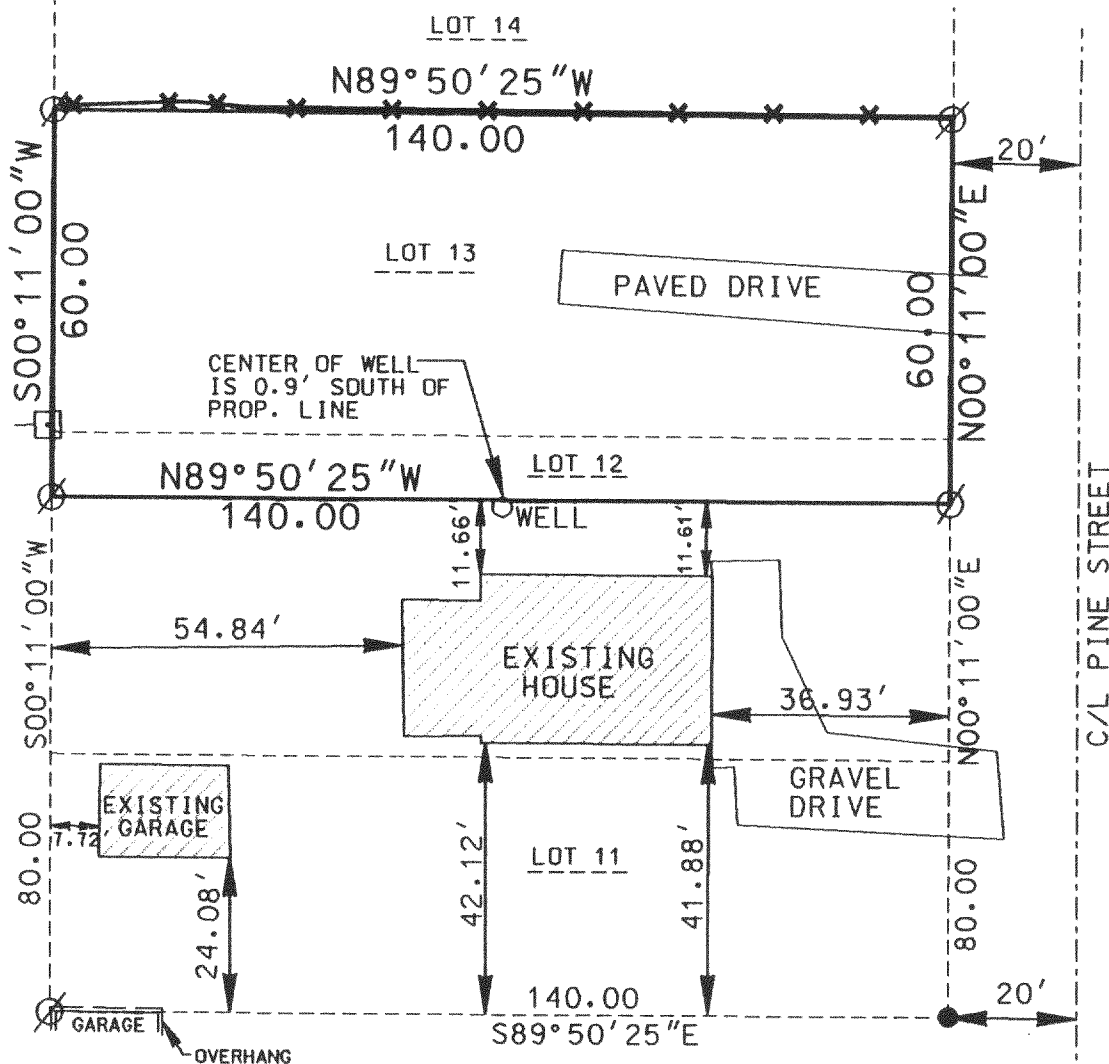 LOT 14
N89°50'25"W
140.00
20'
S00°11'00"W
60.00
N00°11'00"E
60.00
LOT 13
PAVED DRIVE
CENTER OF WELL
IS 0.9' SOUTH OF
PROP. LINE
LOT 12
N89°50'25"W
140.00
WELL
11.66'
11.61'
C/L PINE STREET
S00°11'00"W
N00°11'00"E
54.84'
EXISTING
HOUSE
36.93'
GRAVEL
DRIVE
EXISTING
GARAGE
7.72'
80.00
24.08'
42.12'
LOT 11
41.88'
80.00
140.00
S89°50'25"E
20'
GARAGE
OVERHANG